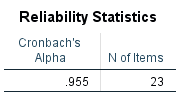 Reliability Statistics
Cronbach's
Alpha N of Items
.955 23